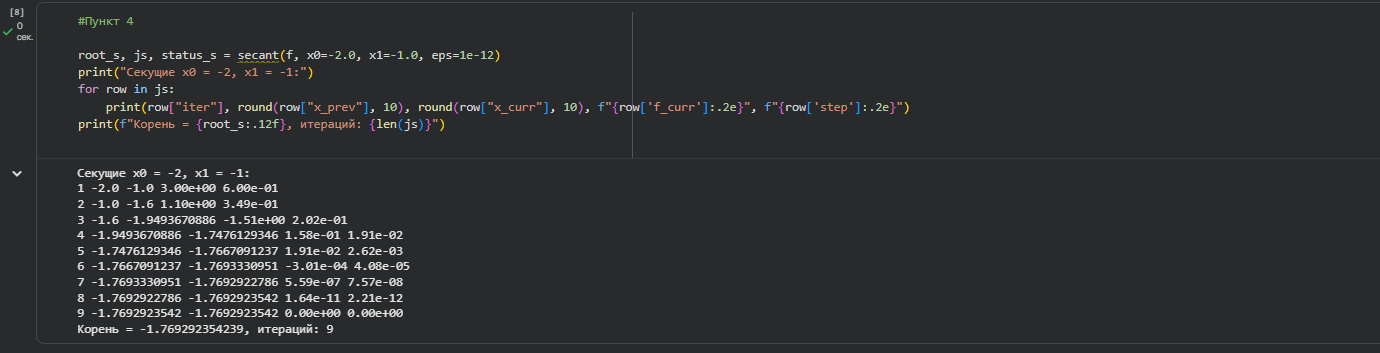 [8]
0
сек.
#Пункт 4
root_s, js, status_s = secant(f, x0=-2.0, x1=-1.0, eps=1e-12)
print("Секущие x0 = -2, x1 = -1:")
for row in js:
    print(row["iter"], round(row["x_prev"], 10), round(row["x_curr"], 10), f"{row['f_curr']:.2e}", f"{row['step']:.2e}")
print(f"Корень = {root_s:.12f}, итераций: {len(js)}")
Секущие x0 = -2, x1 = -1:
1 -2.0 -1.0 3.00e+00 6.00e-01
2 -1.0 -1.6 1.10e+00 3.49e-01
3 -1.6 -1.9493670886 -1.51e+00 2.02e-01
4 -1.9493670886 -1.7476129346 1.58e-01 1.91e-02
5 -1.7476129346 -1.7667091237 1.91e-02 2.62e-03
6 -1.7667091237 -1.7693330951 -3.01e-04 4.08e-05
7 -1.7693330951 -1.7692922786 5.59e-07 7.57e-08
8 -1.7692922786 -1.7692923542 1.64e-11 2.21e-12
9 -1.7692923542 -1.7692923542 0.00e+00 0.00e+00
Корень = -1.769292354239, итераций: 9